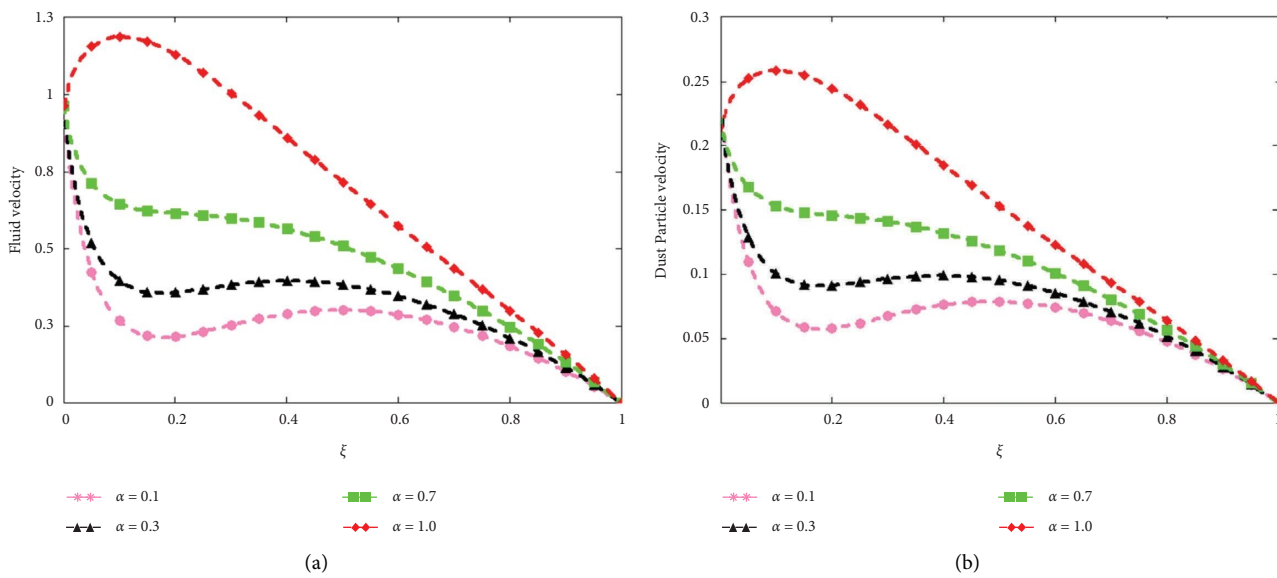 1.3
1
0.8
0.5
0.3
0
Fluid velocity
0 0.2 0.4 0.6 0.8 1
ξ
α = 0.1
α = 0.3
α = 0.7
α = 1.0
(a)
0.3
0.25
0.2
0.15
0.1
0.05
0
Dust Particle velocity
0.2 0.4 0.6 0.8 1
ξ
α = 0.1
α = 0.3
α = 0.7
α = 1.0
(b)